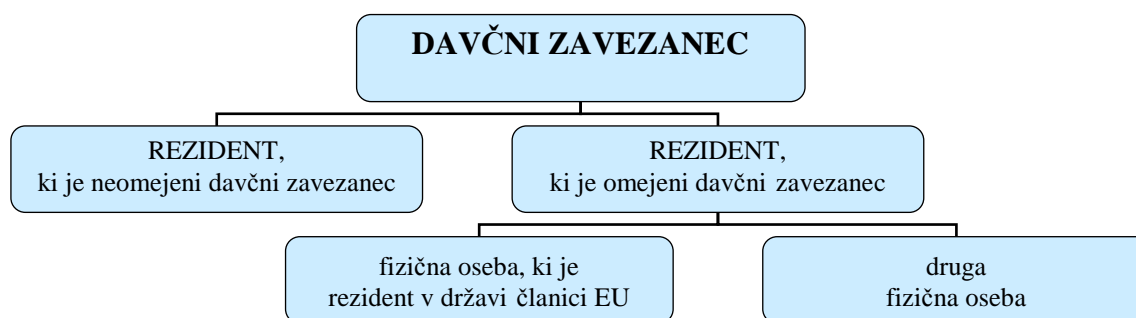 DAVČNI ZAVEZANEC
REZIDENT,
ki je neomejeni davčni zavezanec
REZIDENT,
ki je omejeni davčni zavezanec
fizična oseba, ki je
rezident v državi članici EU
druga
fizična oseba